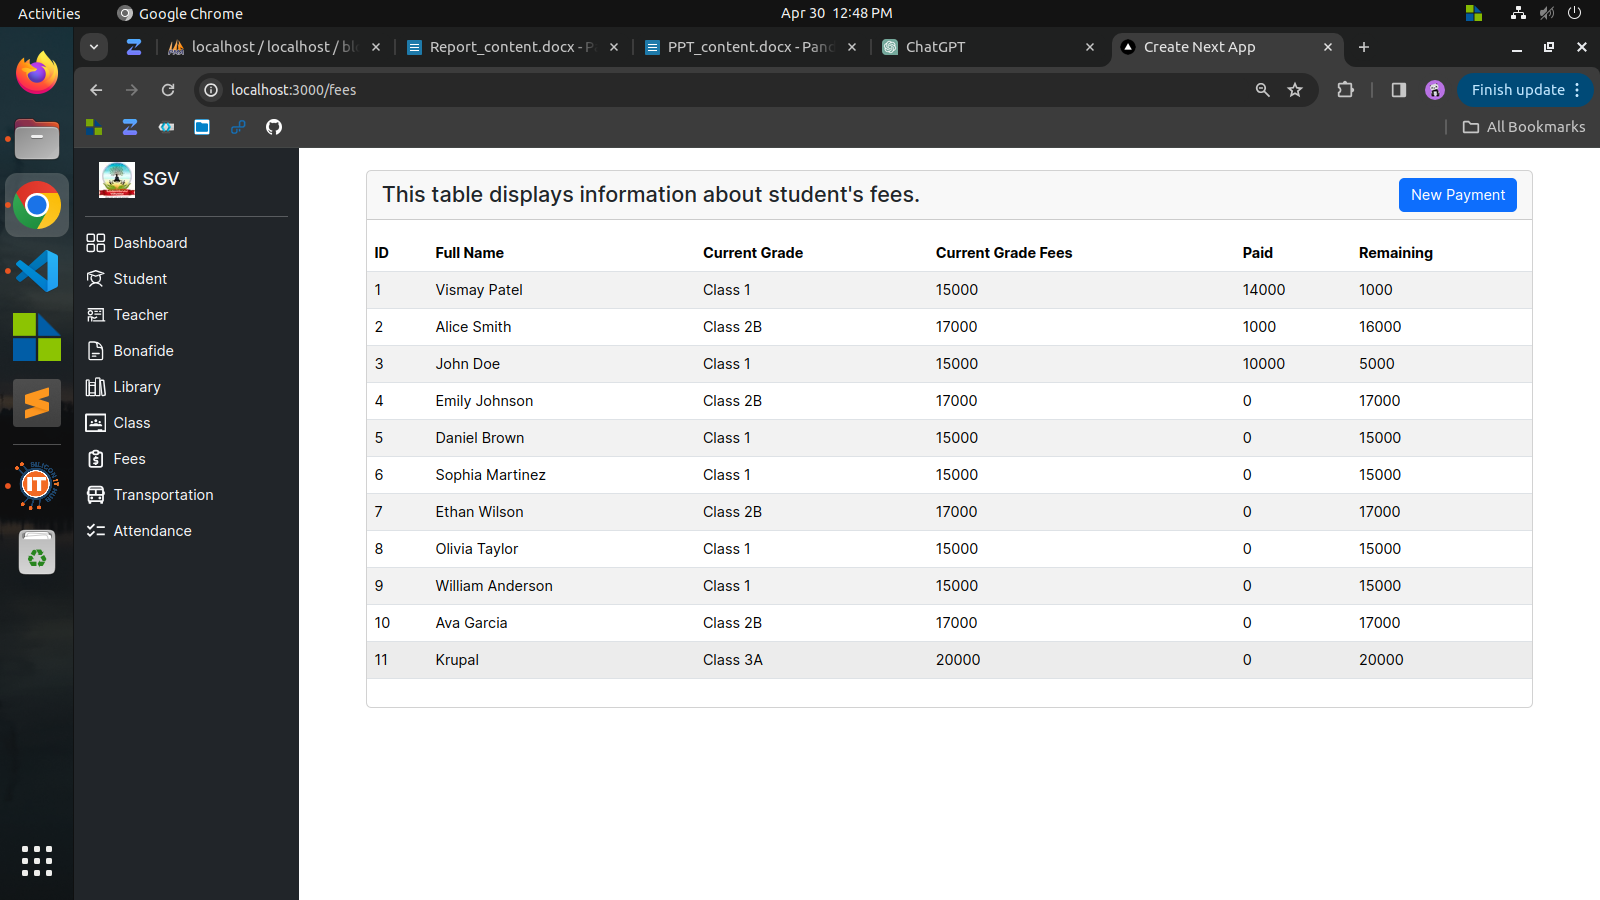 Activities Google Chrome Apr 30 12:48 PM
localhost / localhost / bl Report_content.docx - P PPT_content.docx - Pand ChatGPT Create Next App
localhost:3000/fees Finish update
All Bookmarks
SGV
Dashboard
Student
Teacher
Bonafide
Library
Class
Fees
Transportation
Attendance
This table displays information about student's fees. New Payment
ID Full Name Current Grade Current Grade Fees Paid Remaining
1 Vismay Patel Class 1 15000 14000 1000
2 Alice Smith Class 2B 17000 1000 16000
3 John Doe Class 1 15000 10000 5000
4 Emily Johnson Class 2B 17000 0 17000
5 Daniel Brown Class 1 15000 0 15000
6 Sophia Martinez Class 1 15000 0 15000
7 Ethan Wilson Class 2B 17000 0 17000
8 Olivia Taylor Class 1 15000 0 15000
9 William Anderson Class 1 15000 0 15000
10 Ava Garcia Class 2B 17000 0 17000
11 Krupal Class 3A 20000 0 20000
IT